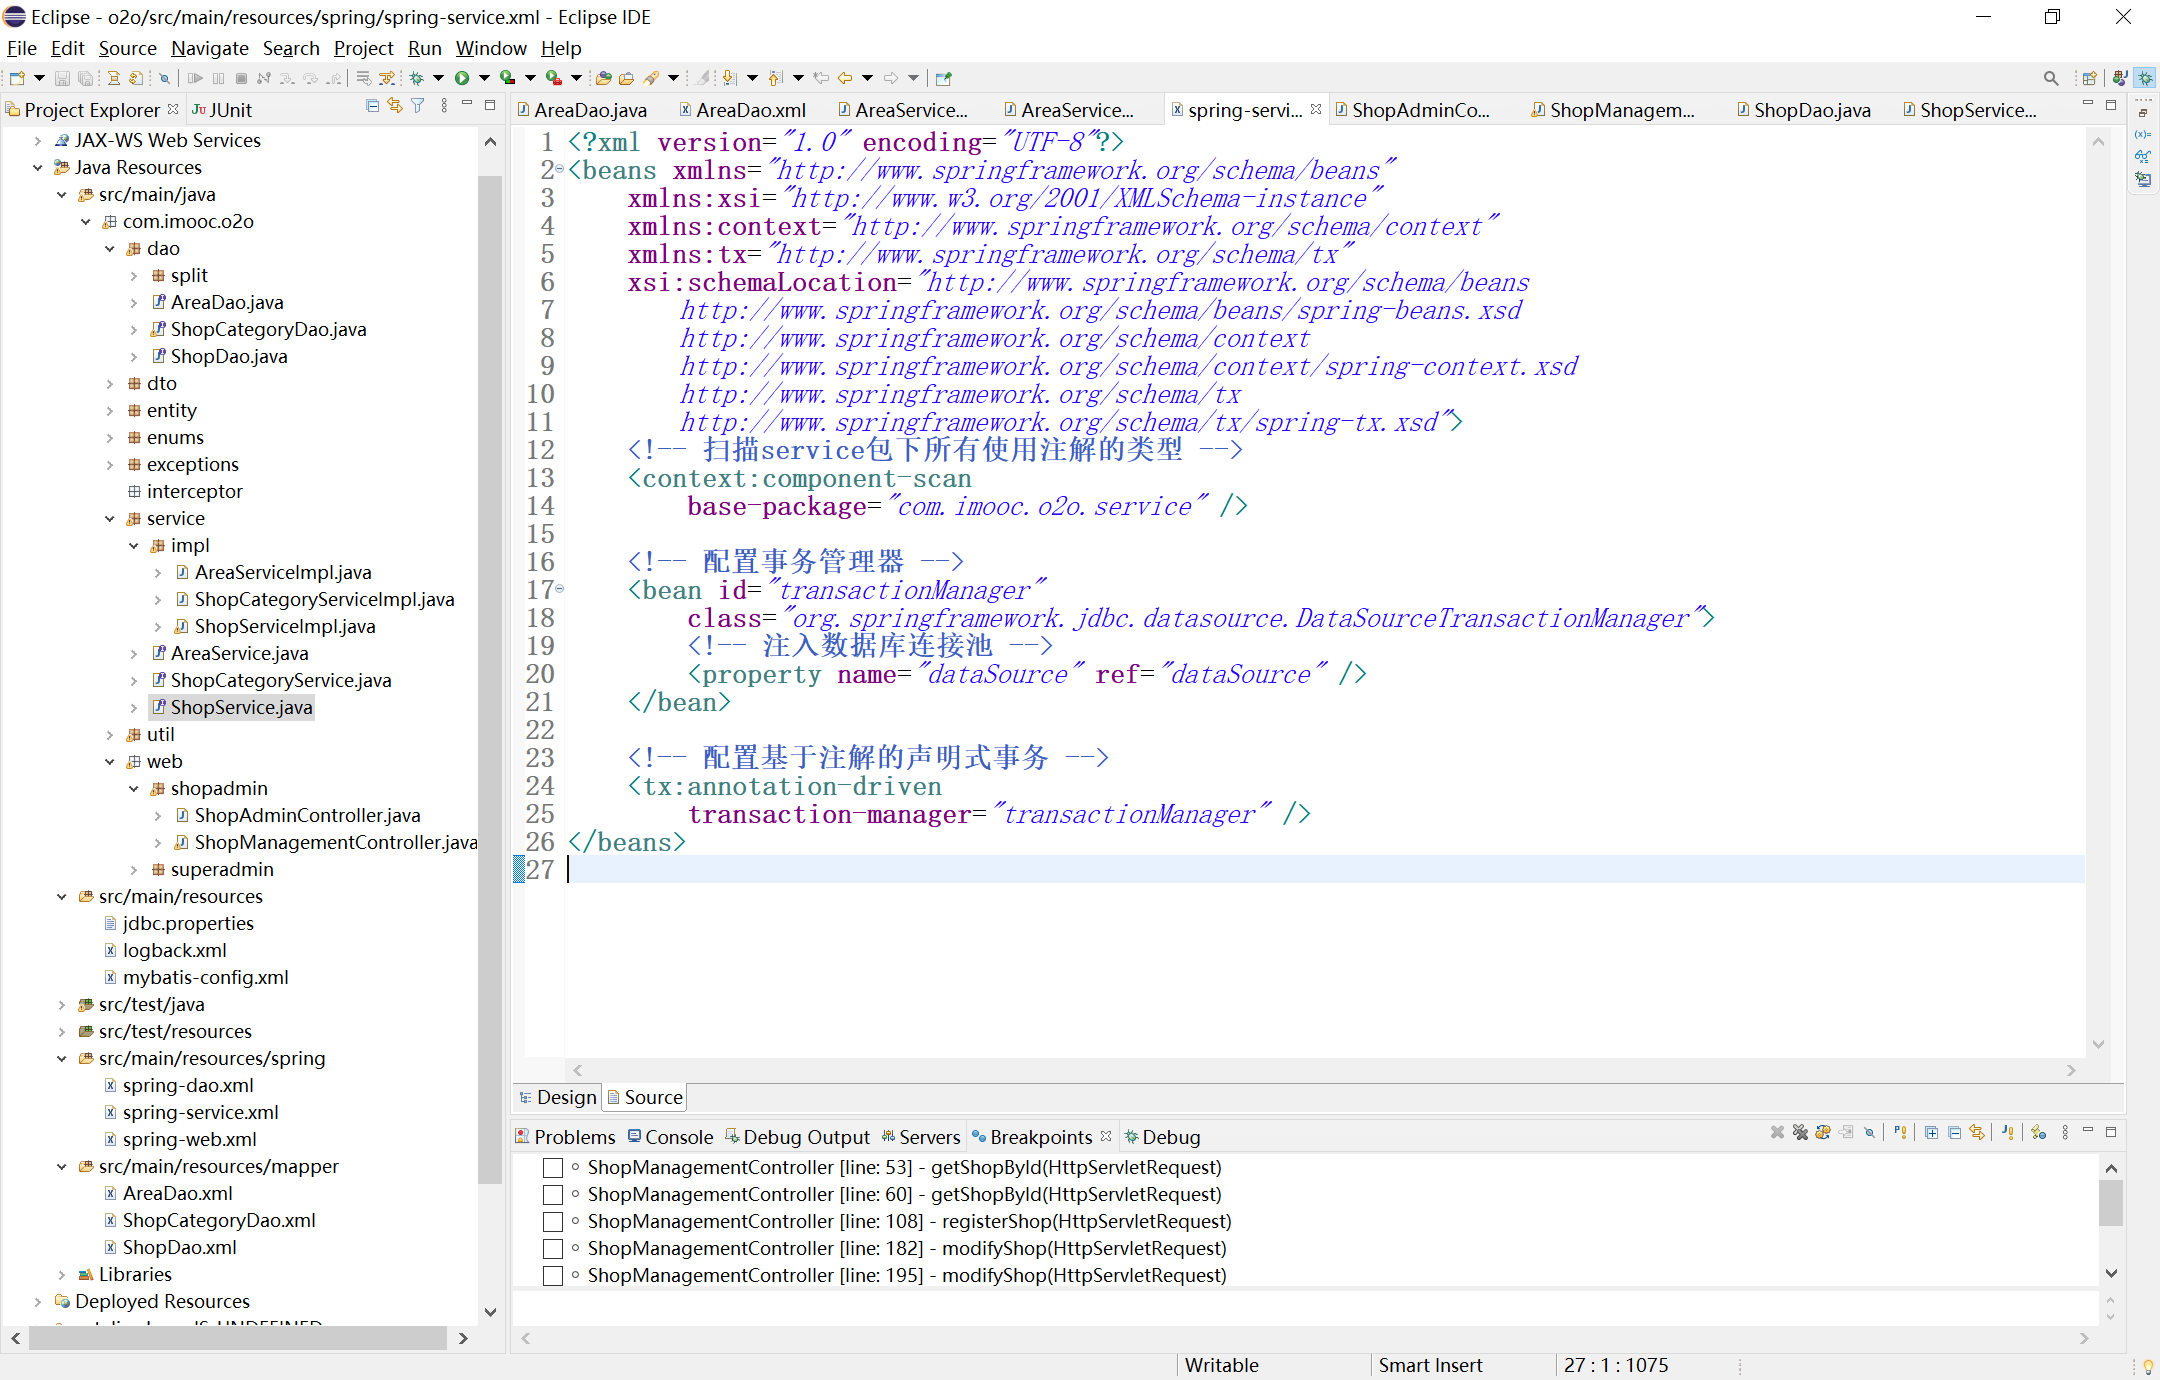 Eclipse - o2o/src/main/resources/spring/spring-service.xml - Eclipse IDE
File Edit Source Navigate Search Project Run Window Help
Project Explorer
JUnit
JAX-WS Web Services
Java Resources
src/main/java
com.imooc.o2o
dao
split
AreaDao.java
ShopCategoryDao.java
ShopDao.java
dto
entity
enums
exceptions
interceptor
service
impl
AreaServiceImpl.java
ShopCategoryServiceImpl.java
ShopServiceImpl.java
AreaService.java
ShopCategoryService.java
ShopService.java
util
web
shopadmin
ShopAdminController.java
ShopManagementController.java
superadmin
src/main/resources
jdbc.properties
logback.xml
mybatis-config.xml
src/test/java
src/test/resources
src/main/resources/spring
spring-dao.xml
spring-service.xml
spring-web.xml
src/main/resources/mapper
AreaDao.xml
ShopCategoryDao.xml
ShopDao.xml
Libraries
Deployed Resources
AreaDao.java AreaDao.xml AreaService... AreaService... spring-servi... ShopAdminCo... ShopManagem... ShopDao.java ShopService...
1 <?xml version="1.0" encoding="UTF-8"?>
2 <beans xmlns="http://www.springframework.org/schema/beans"
3 xmlns:xsi="http://www.w3.org/2001/XMLSchema-instance"
4 xmlns:context="http://www.springframework.org/schema/context"
5 xmlns:tx="http://www.springframework.org/schema/tx"
6 xsi:schemaLocation="http://www.springframework.org/schema/beans
7 http://www.springframework.org/schema/beans/spring-beans.xsd
8 http://www.springframework.org/schema/context
9 http://www.springframework.org/schema/context/spring-context.xsd
10 http://www.springframework.org/schema/tx
11 http://www.springframework.org/schema/tx/spring-tx.xsd">
12 <!-- 扫描service包下所有使用注解的类型 -->
13 <context:component-scan
14 base-package="com.imooc.o2o.service" />
15
16 <!-- 配置事务管理器 -->
17 <bean id="transactionManager"
18 class="org.springframework.jdbc.datasource.DataSourceTransactionManager">
19 <!-- 注入数据库连接池 -->
20 <property name="dataSource" ref="dataSource" />
21 </bean>
22
23 <!-- 配置基于注解的声明式事务 -->
24 <tx:annotation-driven
25 transaction-manager="transactionManager" />
26 </beans>
27
Design Source
Problems Console Debug Output Servers Breakpoints Debug
ShopManagementController [line: 53] - getShopById(HttpServletRequest)
ShopManagementController [line: 60] - getShopById(HttpServletRequest)
ShopManagementController [line: 108] - registerShop(HttpServletRequest)
ShopManagementController [line: 182] - modifyShop(HttpServletRequest)
ShopManagementController [line: 195] - modifyShop(HttpServletRequest)
Writable Smart Insert 27 : 1 : 1075